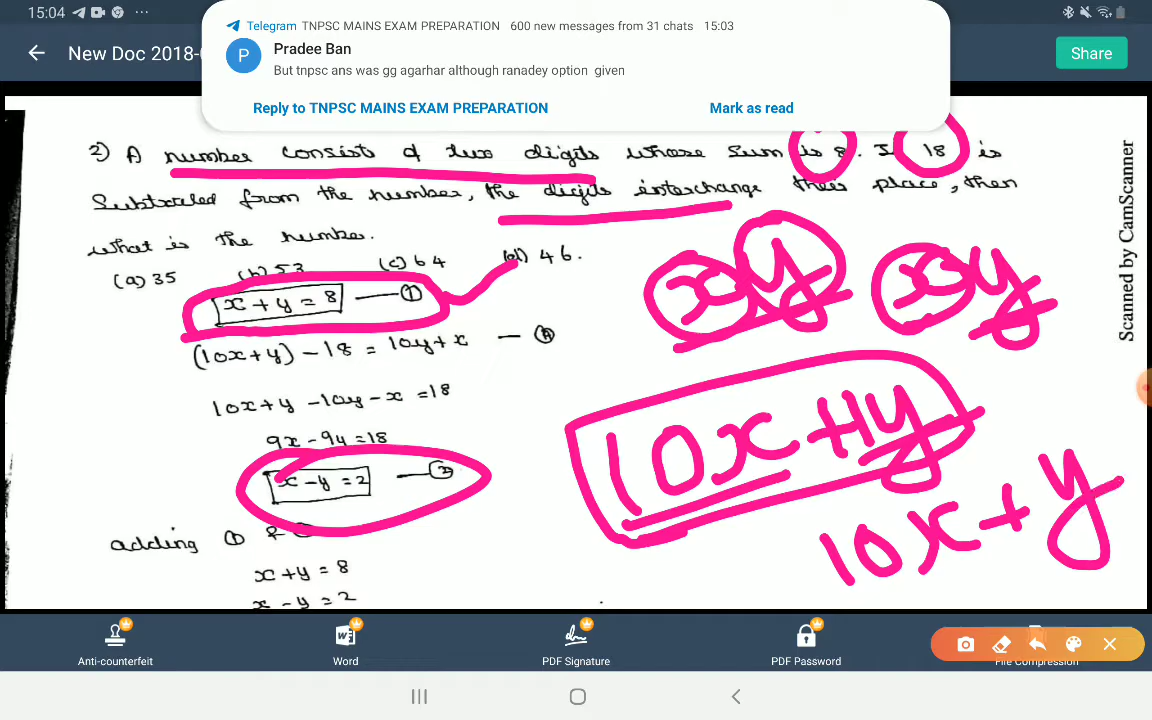 15:04
Telegram TNPSC MAINS EXAM PREPARATION 600 new messages from 31 chats 15:03
P
Pradee Ban
But tnpsc ans was gg agarhar although ranadey option given
Reply to TNPSC MAINS EXAM PREPARATION
Mark as read
New Doc 2018-
Share
2) A number consist of two digits whose sum is 8. If 18 is
Subtracted from the number, the digits interchange their place, then
what is the number.
(a) 35 (b) 53 (c) 64 (d) 46.
x + y = 8 — ①
(10x+y) - 18 = 10y + x —
10x+y -10y - x = 18
9x - 9y = 18
x - y = 2 — ②
adding ① &
x + y = 8
x - y = 2
xy xy
10x + y
10x + y
Scanned by CamScanner
Anti-counterfeit
Word
PDF Signature
PDF Password
File Compression